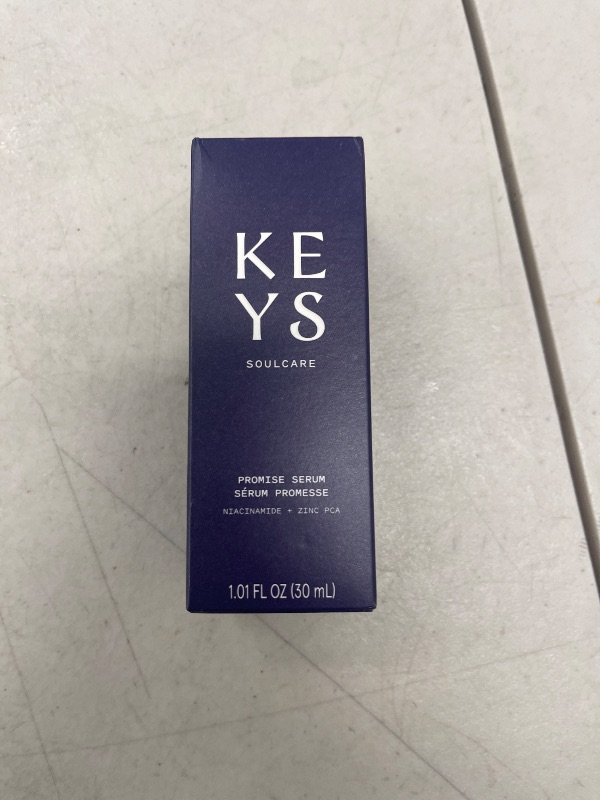 KE
YS
SOULCARE
PROMISE SERUM
SÉRUM PROMESSE
NIACINAMIDE + ZINC PCA
1.01 FL OZ (30 mL)